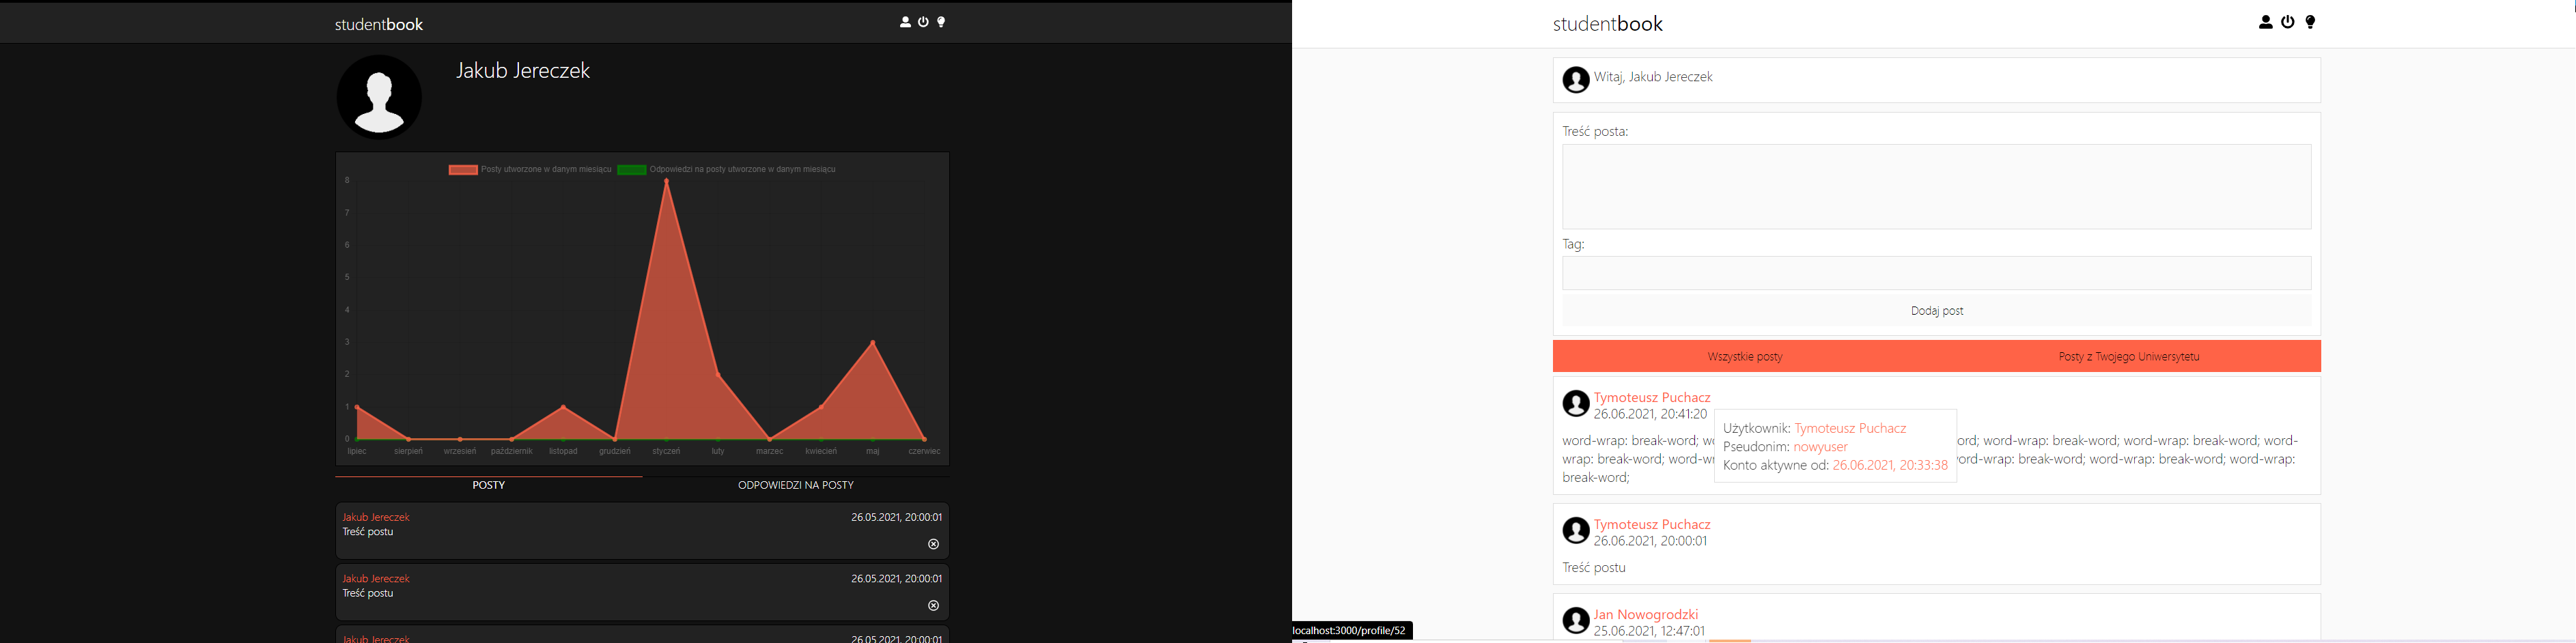 studentbook
Jakub Jereczek
Posty utworzone w danym miesiącu
Odpowiedzi na posty utworzone w danym miesiącu
8
7
6
5
4
3
2
1
0
lipiec sierpień wrzesień październik listopad grudzień styczeń luty marzec kwiecień maj czerwiec
POSTY
ODPOWIEDZI NA POSTY
Jakub Jereczek 26.05.2021, 20:00:01
Treść postu
Jakub Jereczek 26.05.2021, 20:00:01
Treść postu
Jakub Jereczek 26.05.2021, 20:00:01
studentbook
Witaj, Jakub Jereczek
Treść posta:
Tag:
Dodaj post
Wszystkie posty
Posty z Twojego Uniwersytetu
Tymoteusz Puchacz
26.06.2021, 20:41:20
Użytkownik: Tymoteusz Puchacz
Pseudonim: nowyuser
Konto aktywne od: 26.06.2021, 20:33:38
word-wrap: break-word; wo ord; word-wrap: break-word; word-wrap: break-word; word-
wrap: break-word; word-wr ord-wrap: break-word; word-wrap: break-word; word-wrap:
break-word;
Tymoteusz Puchacz
26.06.2021, 20:00:01
Treść postu
Jan Nowogrodzki
25.06.2021, 12:47:01
localhost:3000/profile/52